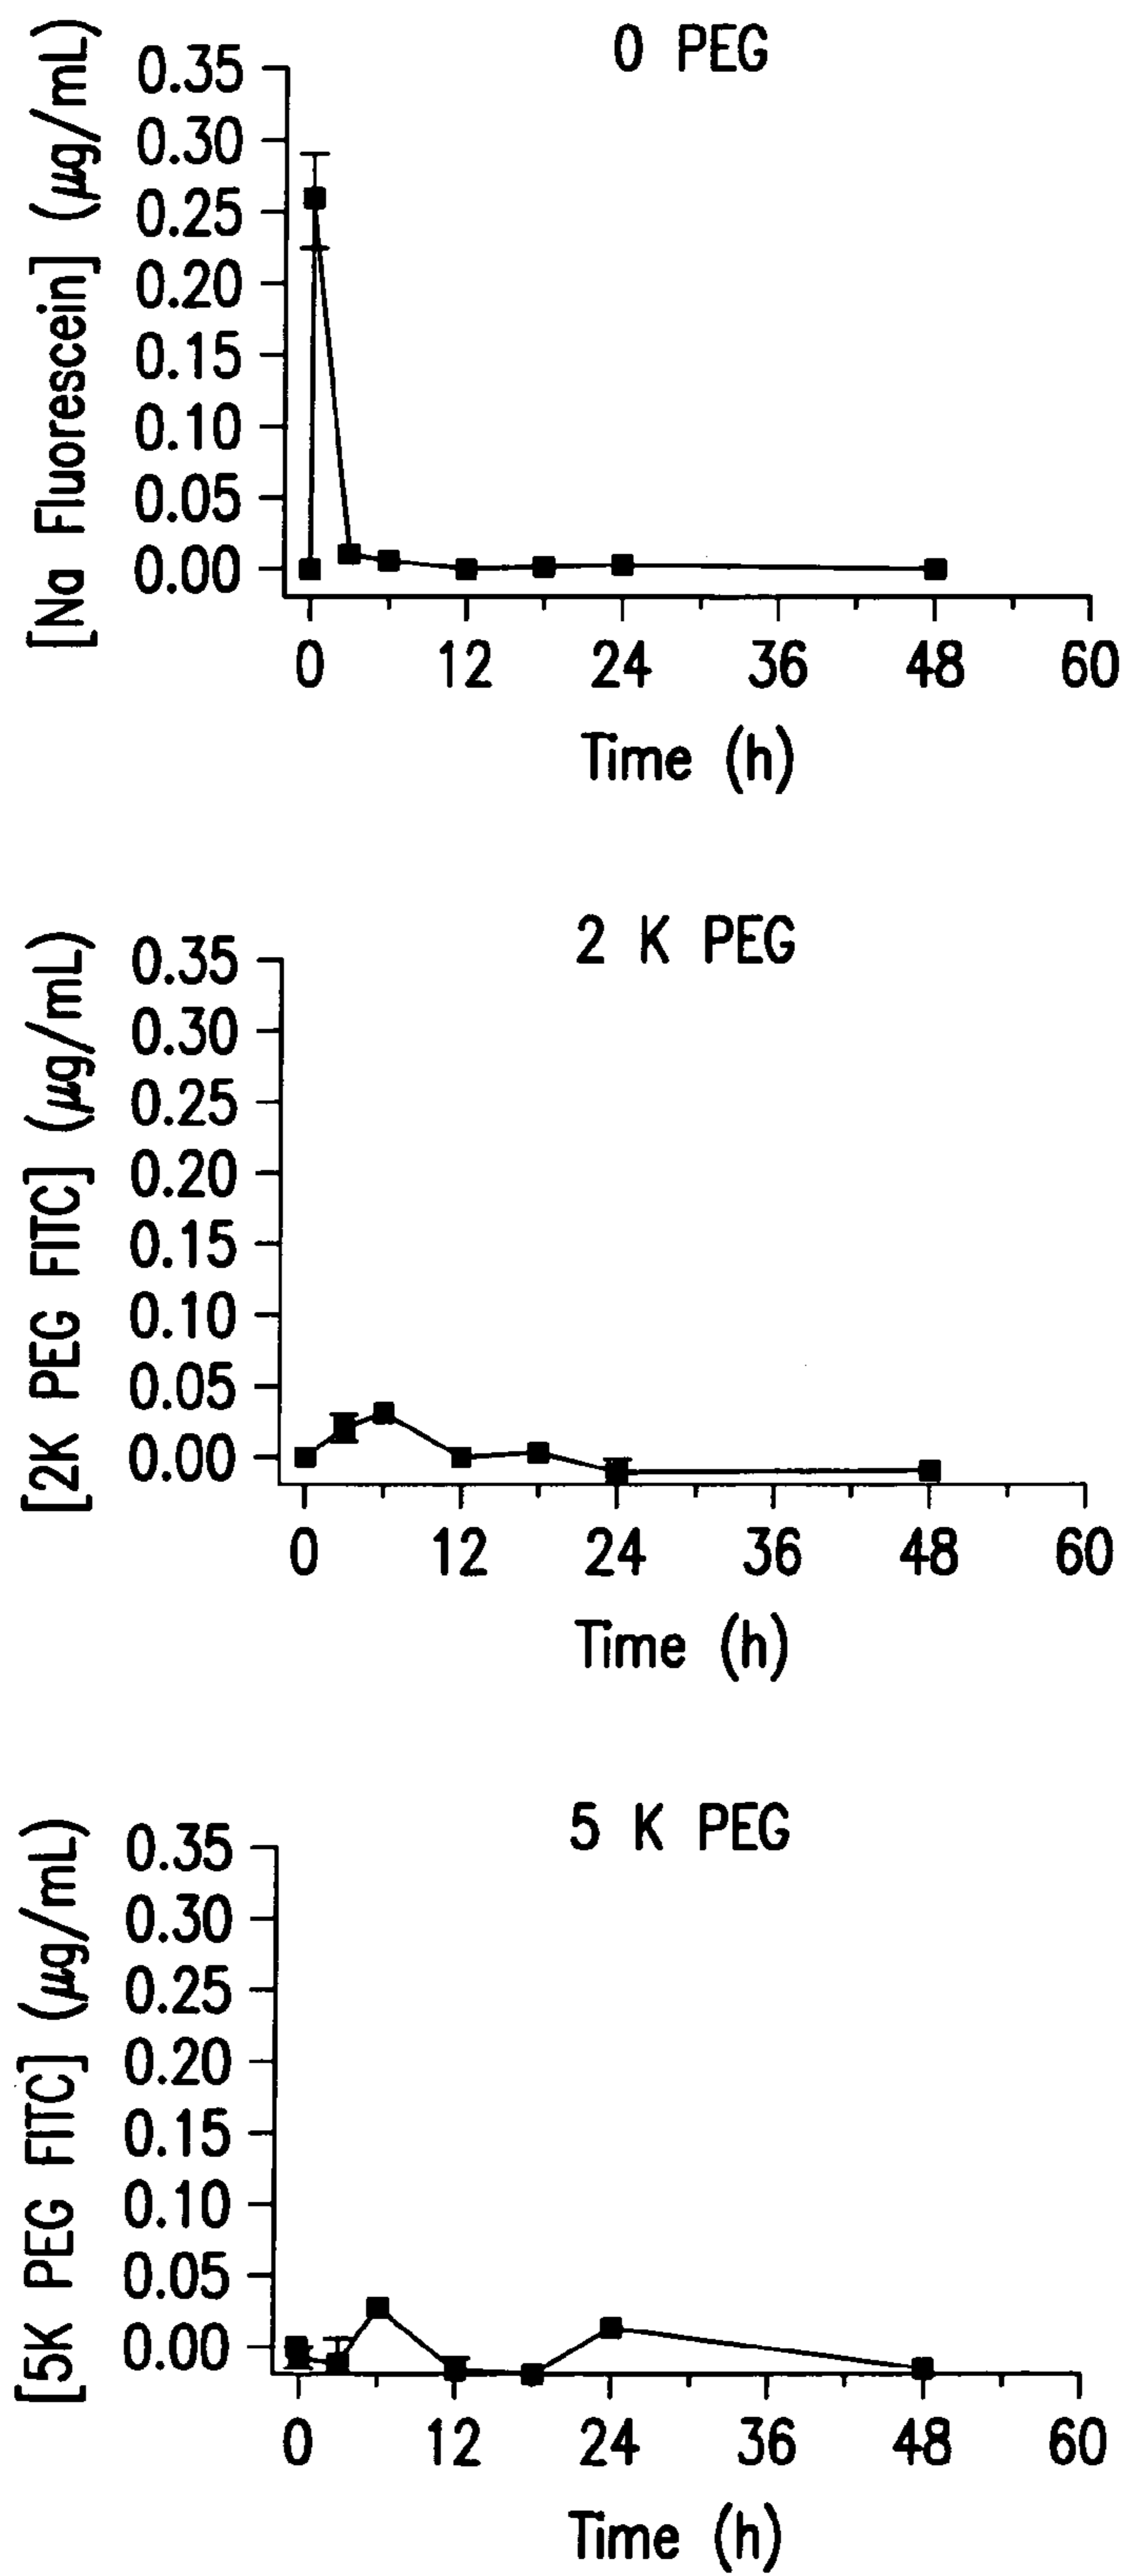 0 PEG
[Na Fluorescein] (μg/mL)
0.35
0.30
0.25
0.20
0.15
0.10
0.05
0.00
0 12 24 36 48 60
Time (h)
2 K PEG
[2K PEG FITC] (μg/mL)
0.35
0.30
0.25
0.20
0.15
0.10
0.05
0.00
0 12 24 36 48 60
Time (h)
5 K PEG
[5K PEG FITC] (μg/mL)
0.35
0.30
0.25
0.20
0.15
0.10
0.05
0.00
0 12 24 36 48 60
Time (h)